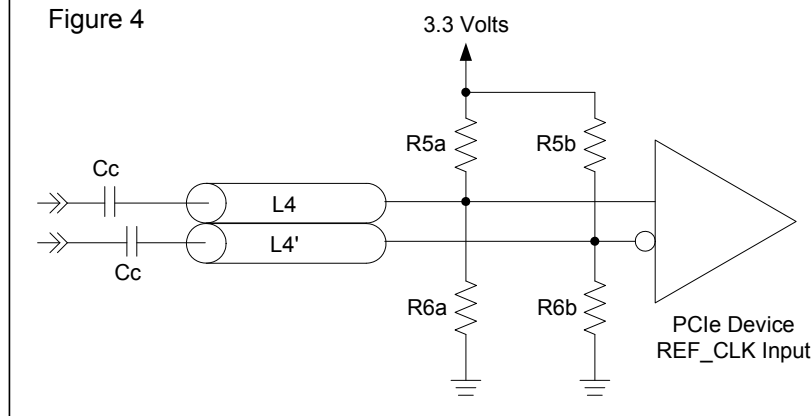 Figure 4
3.3 Volts
R5a
R5b
Cc
L4
L4'
Cc
R6a
R6b
PCIe Device
REF_CLK Input